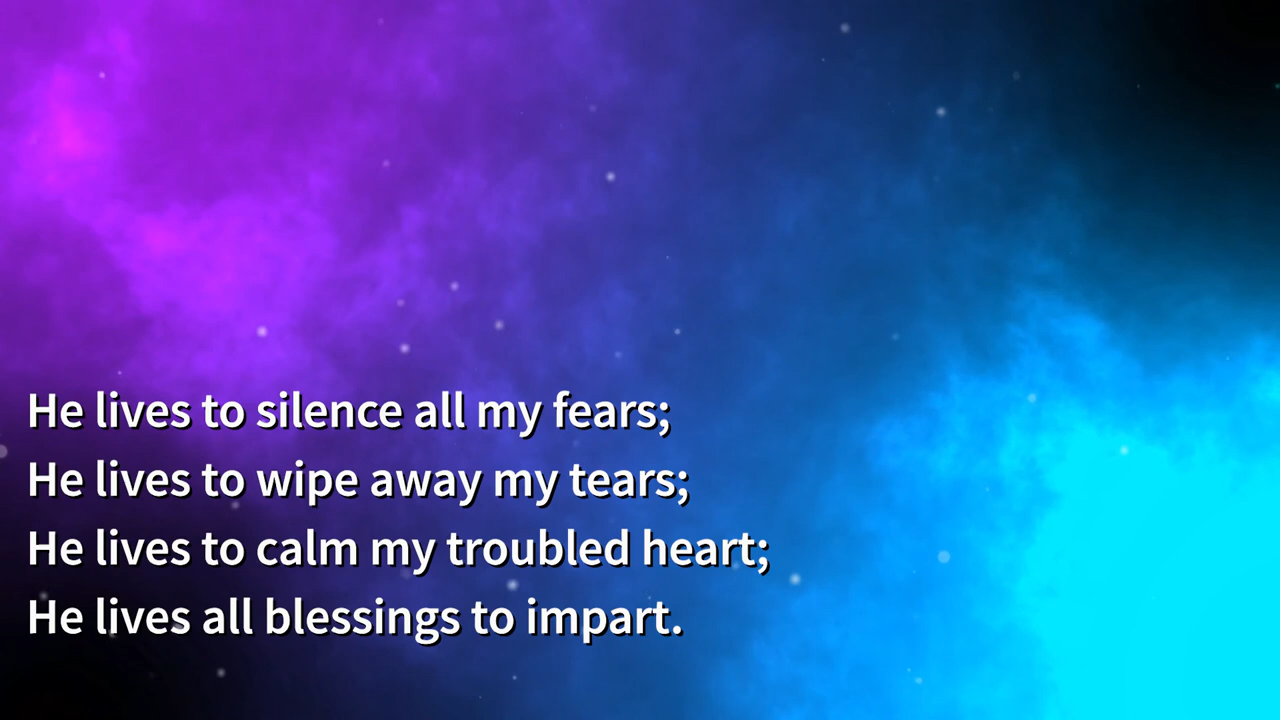 He lives to silence all my fears;
He lives to wipe away my tears;
He lives to calm my troubled heart;
He lives all blessings to impart.